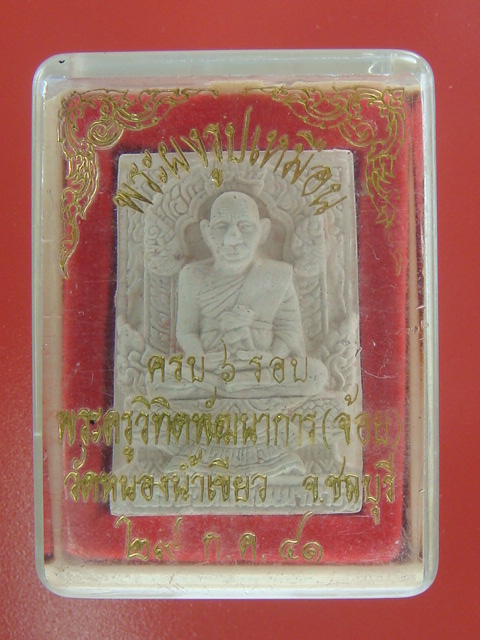 พระผงรูปเหมือน
ครบ ๖ รอบ
พระครูวิทิตพัฒนาการ(จ้อย)
วัดหนองน้ำเขียว จ.ชลบุรี
๒๙ ก.ค. ๔๑